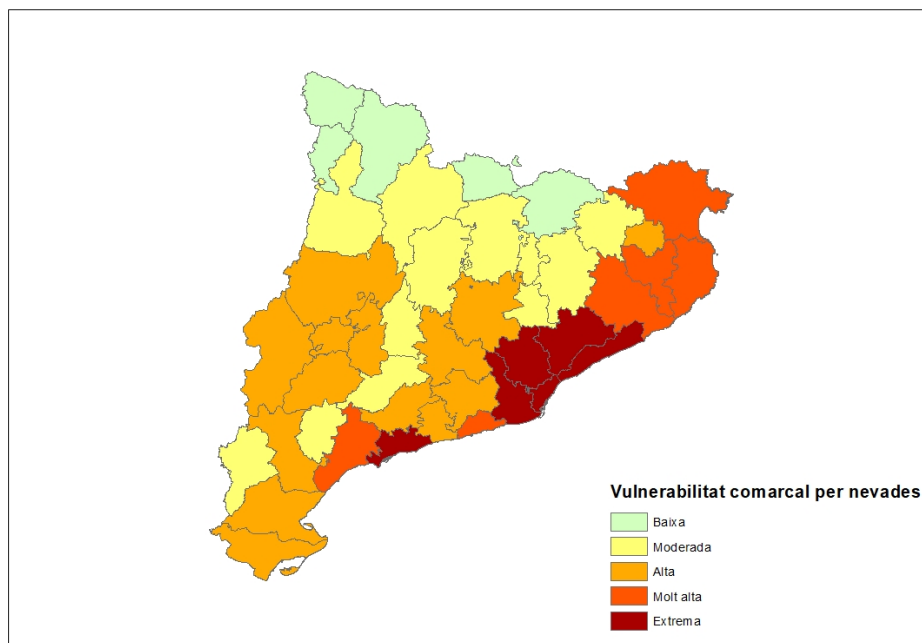 Vulnerabilitat comarcal per nevades
Baixa
Moderada
Alta
Molt alta
Extrema